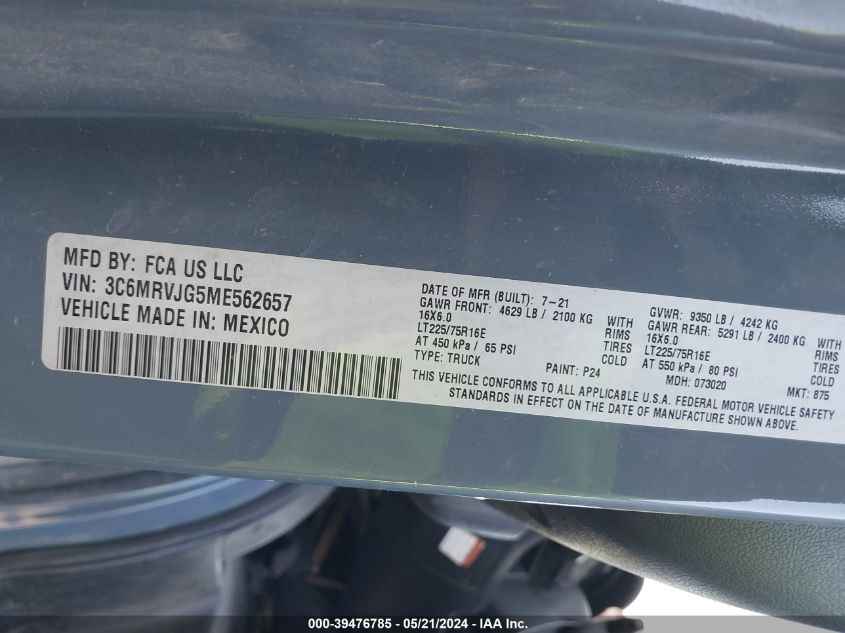 MFD BY: FCA US LLC
VIN: 3C6MRVJG5ME562657
VEHICLE MADE IN: MEXICO
DATE OF MFR (BUILT): 7-21
GAWR FRONT: 4629 LB / 2100 KG WITH
16X6.0 RIMS
LT225/75R16E TIRES
AT 450 kPa / 65 PSI COLD
TYPE: TRUCK PAINT: P24
GVWR: 9350 LB / 4242 KG
GAWR REAR: 5291 LB / 2400 KG WITH
16X6.0 RIMS
LT225/75R16E TIRES
AT 550 kPa / 80 PSI COLD
MDH: 073020 MKT: 875
THIS VEHICLE CONFORMS TO ALL APPLICABLE U.S.A. FEDERAL MOTOR VEHICLE SAFETY
STANDARDS IN EFFECT ON THE DATE OF MANUFACTURE SHOWN ABOVE.
000-39476785 - 05/21/2024 - IAA Inc.